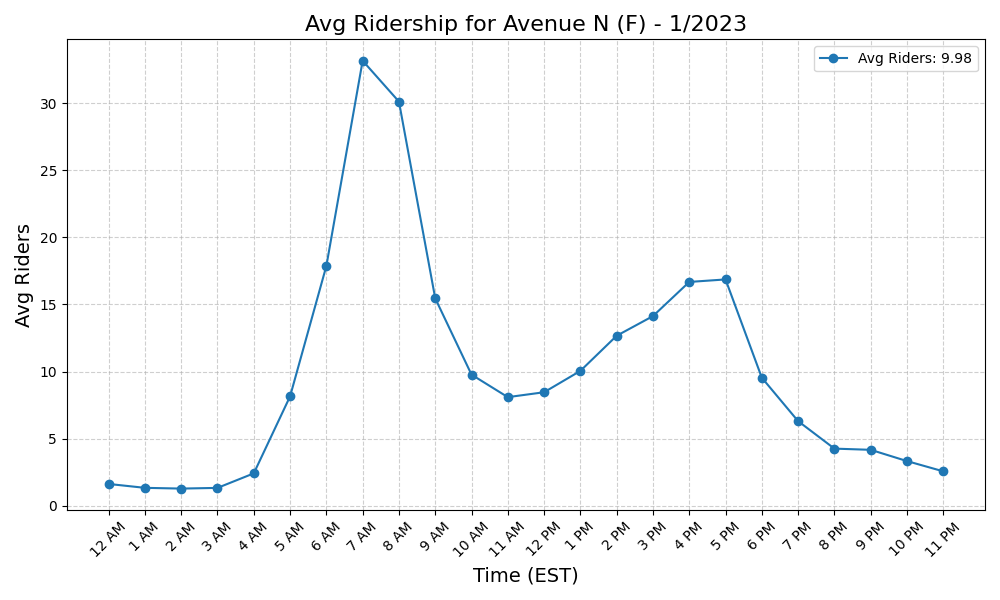 Avg Ridership for Avenue N (F) - 1/2023
Avg Riders: 9.98
Avg Riders
30
25
20
15
10
5
0
12 AM
1 AM
2 AM
3 AM
4 AM
5 AM
6 AM
7 AM
8 AM
9 AM
10 AM
11 AM
12 PM
1 PM
2 PM
3 PM
4 PM
5 PM
6 PM
7 PM
8 PM
9 PM
10 PM
11 PM
Time (EST)